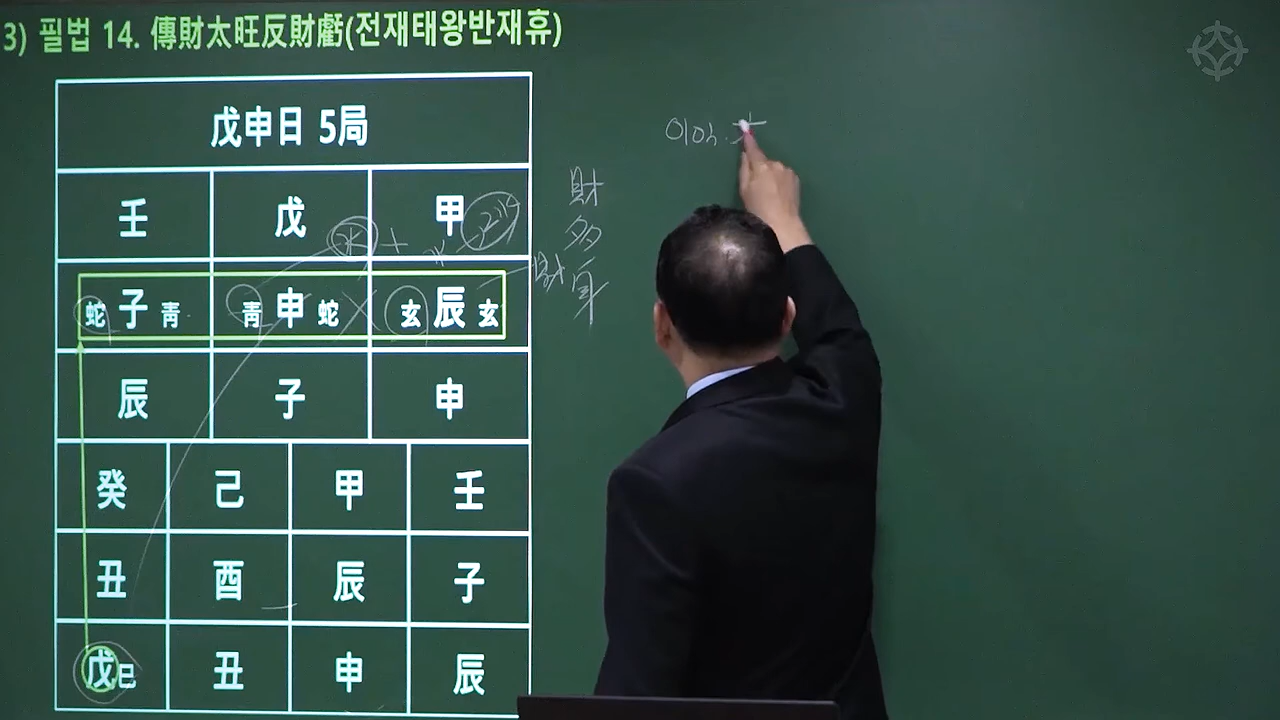 3) 필법 14. 傳財太旺反財虧(전재태왕반재휴)
戊申日 5局
壬 戊 甲
蛇 子 青 青 申 蛇 玄 辰 玄
辰 子 申
癸 己 甲 壬
丑 酉 辰 子
戊巳 丑 申 辰
財
多
身